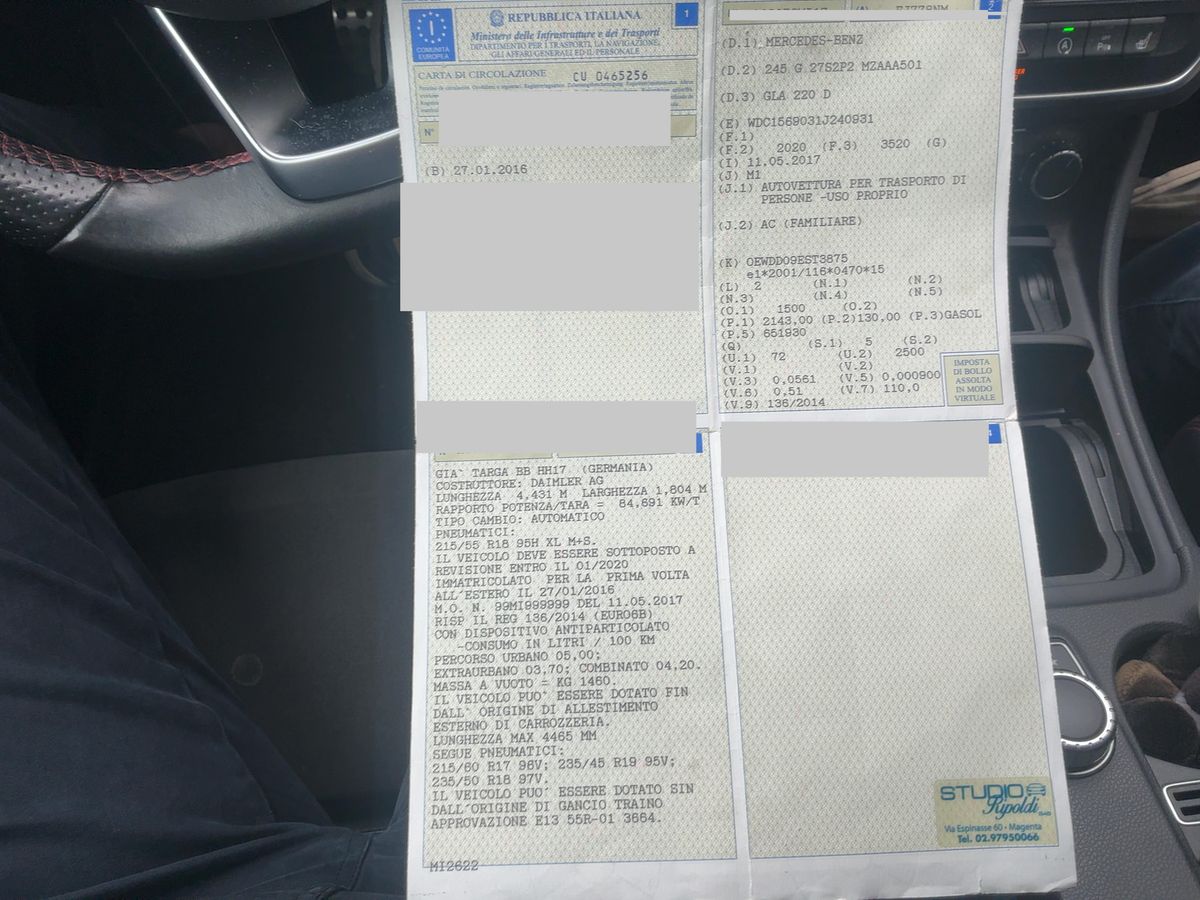 1
REPUBBLICA ITALIANA
Ministero delle Infrastrutture e dei Trasporti
DIPARTIMENTO PER I TRASPORTI, LA NAVIGAZIONE,
GLI AFFARI GENERALI ED IL PERSONALE
COMUNITÀ
EUROPEA
CARTA DI CIRCOLAZIONE CU 0465256
N°
(B) 27.01.2016
2
(D.1) MERCEDES-BENZ
(D.2) 245 G 27S2P2 MZAAA501
(D.3) GLA 220 D
(E) WDC1569031J240931
(F.1)
(F.2) 2020 (F.3) 3520 (G)
(I) 11.05.2017
(J) M1
(J.1) AUTOVETTURA PER TRASPORTO DI
PERSONE -USO PROPRIO
(J.2) AC (FAMILIARE)
(K) OEWDD09EST3875
e1*2001/116*0470*15
(L) 2 (N.1) (N.2)
(N.3) (N.4) (N.5)
(O.1) 1500 (O.2)
(P.1) 2143,00 (P.2)130,00 (P.3)GASOL
(P.5) 651930
(Q) (S.1) 5 (S.2)
(U.1) 72 (U.2) 2500
(V.1) (V.2)
(V.3) 0,0561 (V.5) 0,000900
(V.6) 0,51 (V.7) 110,0
(V.9) 136/2014
IMPOSTA
DI BOLLO
ASSOLTA
IN MODO
VIRTUALE
GIA` TARGA BB HH17 (GERMANIA)
COSTRUTTORE: DAIMLER AG
LUNGHEZZA 4,431 M LARGHEZZA 1,804 M
RAPPORTO POTENZA/TARA = 84,691 KW/T
TIPO CAMBIO: AUTOMATICO
PNEUMATICI:
215/55 R18 95H XL M+S.
IL VEICOLO DEVE ESSERE SOTTOPOSTO A
REVISIONE ENTRO IL 01/2020
IMMATRICOLATO PER LA PRIMA VOLTA
ALL`ESTERO IL 27/01/2016
M.O. N. 99MI999999 DEL 11.05.2017
RISP IL REG 136/2014 (EURO6B)
CON DISPOSITIVO ANTIPARTICOLATO
-CONSUMO IN LITRI / 100 KM
PERCORSO URBANO 05,00;
EXTRAURBANO 03,70; COMBINATO 04,20.
MASSA A VUOTO = KG 1460.
IL VEICOLO PUO` ESSERE DOTATO FIN
DALL` ORIGINE DI ALLESTIMENTO
ESTERNO DI CARROZZERIA.
LUNGHEZZA MAX 4465 MM
SEGUE PNEUMATICI:
215/60 R17 96V; 235/45 R19 95V;
235/50 R18 97V.
IL VEICOLO PUO` ESSERE DOTATO SIN
DALL`ORIGINE DI GANCIO TRAINO
APPROVAZIONE E13 55R-01 3664.
MI2622
4
STUDIO
Ripoldi
Via Espinasse 60 - Magenta
Tel. 02.97950066